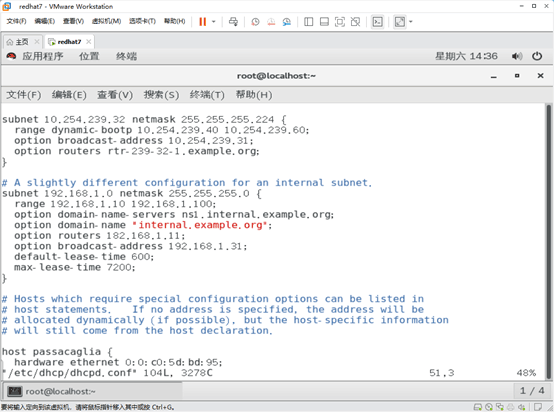 redhat7 - VMware Workstation
文件(F) 编辑(E) 查看(V) 虚拟机(M) 选项卡(T) 帮助(H)
主页 redhat7
应用程序 位置 终端 星期六 14:36
root@localhost:~
文件(F) 编辑(E) 查看(V) 搜索(S) 终端(T) 帮助(H)
subnet 10.254.239.32 netmask 255.255.255.224 {
range dynamic-bootp 10.254.239.40 10.254.239.60;
option broadcast-address 10.254.239.31;
option routers rtr-239-32-1.example.org;
}
# A slightly different configuration for an internal subnet.
subnet 192.168.1.0 netmask 255.255.255.0 {
range 192.168.1.10 192.168.1.100;
option domain-name-servers ns1.internal.example.org;
option domain-name "internal.example.org";
option routers 182.168.1.11;
option broadcast-address 192.168.1.31;
default-lease-time 600;
max-lease-time 7200;
}
# Hosts which require special configuration options can be listed in
# host statements. If no address is specified, the address will be
# allocated dynamically (if possible), but the host-specific information
# will still come from the host declaration.
host passacaglia {
hardware ethernet 0:0:c0:5d:bd:95;
"/etc/dhcp/dhcpd.conf" 104L, 3278C 51,3 48%
root@localhost:~ 1 / 4
要将输入定向到该虚拟机，请将鼠标指针移入其中或按 Ctrl+G。